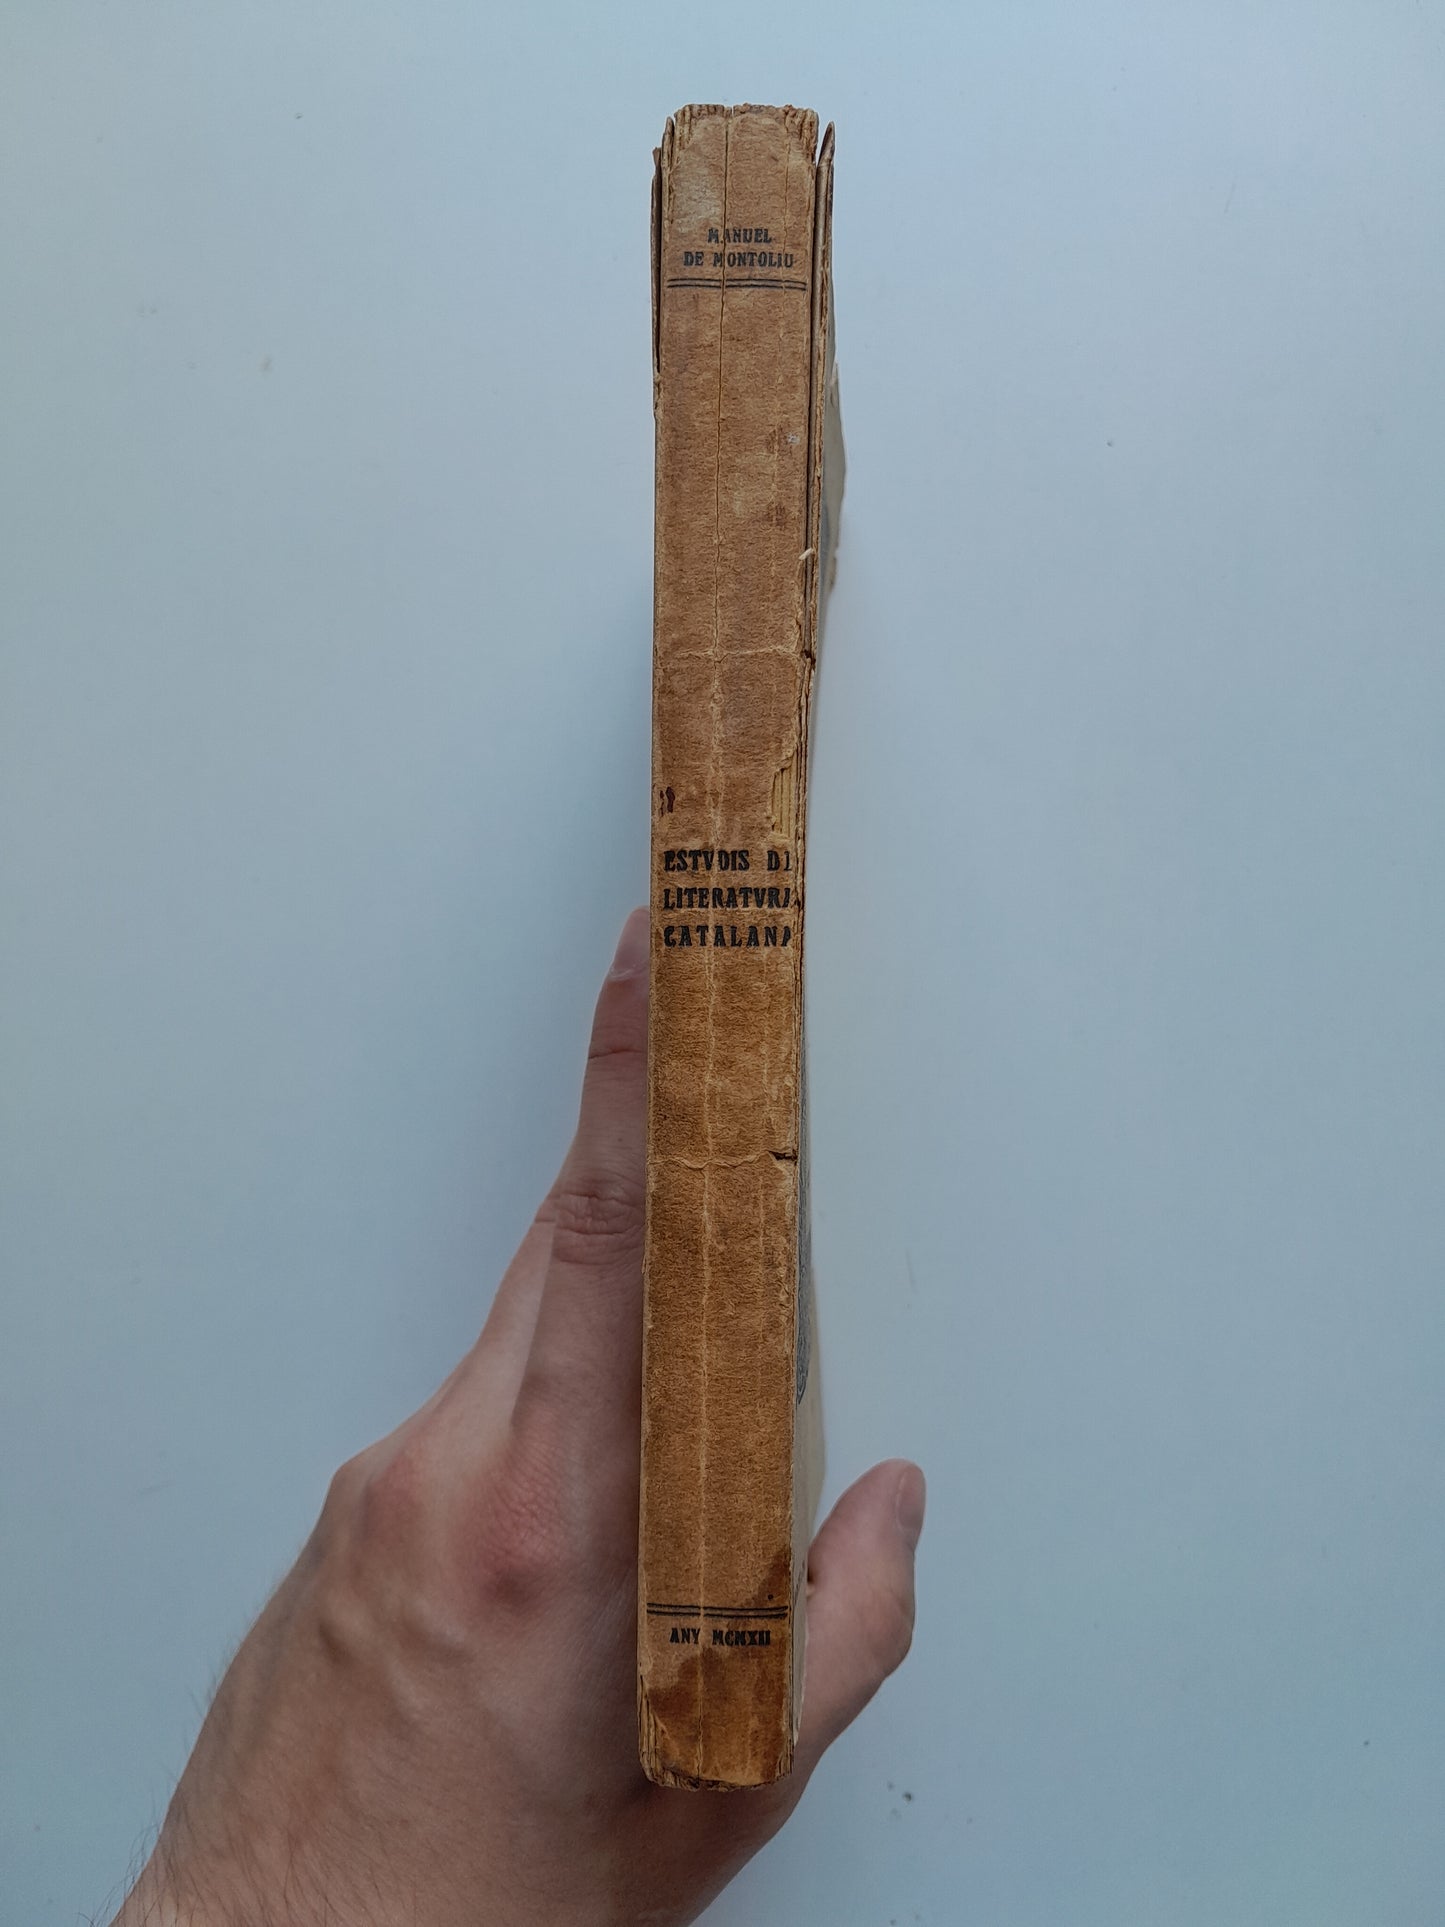 MANUEL
DE MONTOLIU
ESTVDIS DE
LITERATVRA
CATALANA
ANY MCMXII